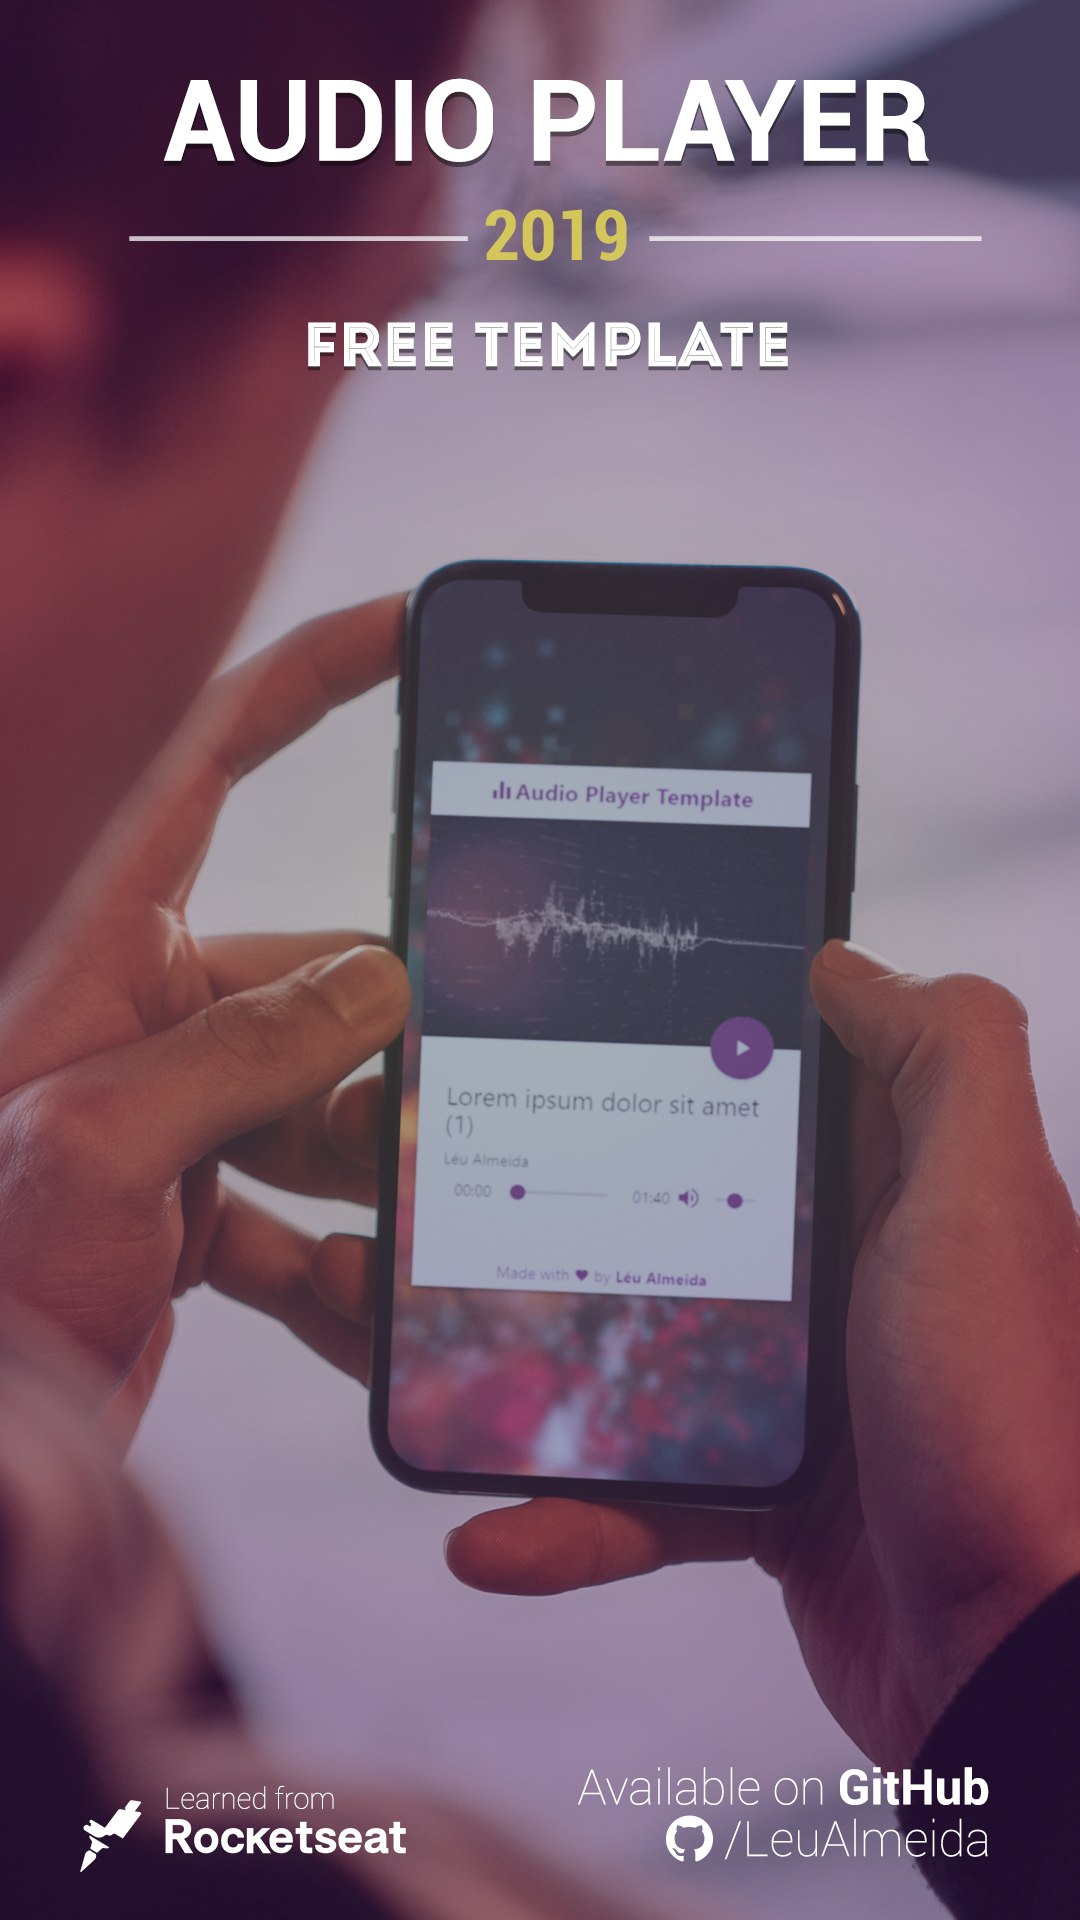 AUDIO PLAYER
2019
FREE TEMPLATE
Audio Player Template
Lorem ipsum dolor sit amet
(1)
Léu Almeida
00:00 01:40
Made with ♥ by Léu Almeida
Learned from
Rocketseat
Available on GitHub
/LeuAlmeida